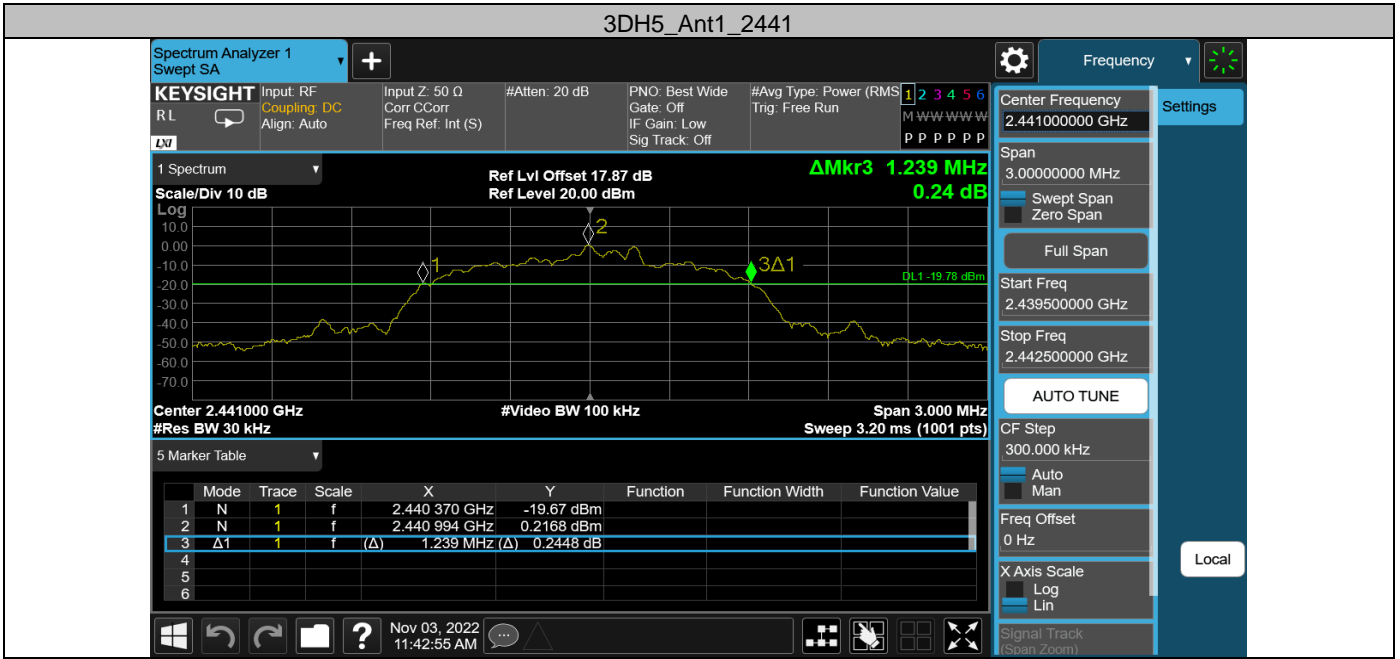 3DH5_Ant1_2441
Spectrum Analyzer 1
Swept SA
Frequency
KEYSIGHT
R L
LXI
Input: RF
Coupling: DC
Align: Auto
Input Z: 50 Ω
Corr CCorr
Freq Ref: Int (S)
#Atten: 20 dB
PNO: Best Wide
Gate: Off
IF Gain: Low
Sig Track: Off
#Avg Type: Power (RMS
Trig: Free Run
1 2 3 4 5 6
M W W W W W
P P P P P P
1 Spectrum
Scale/Div 10 dB
Ref Lvl Offset 17.87 dB
Ref Level 20.00 dBm
ΔMkr3 1.239 MHz
0.24 dB
Log
10.0
0.00
-10.0
-20.0
-30.0
-40.0
-50.0
-60.0
-70.0
1
2
3Δ1
DL1 -19.78 dBm
Center 2.441000 GHz
#Video BW 100 kHz
Span 3.000 MHz
#Res BW 30 kHz
Sweep 3.20 ms (1001 pts)
5 Marker Table
Mode Trace Scale X Y Function Function Width Function Value
1 N 1 f 2.440 370 GHz -19.67 dBm
2 N 1 f 2.440 994 GHz 0.2168 dBm
3 Δ1 1 f (Δ) 1.239 MHz (Δ) 0.2448 dB
4
5
6
?
Nov 03, 2022
11:42:55 AM
Center Frequency
2.441000000 GHz
Settings
Span
3.00000000 MHz
Swept Span
Zero Span
Full Span
Start Freq
2.439500000 GHz
Stop Freq
2.442500000 GHz
AUTO TUNE
CF Step
300.000 kHz
Auto
Man
Freq Offset
0 Hz
Local
X Axis Scale
Log
Lin
Signal Track
(Span Zoom)